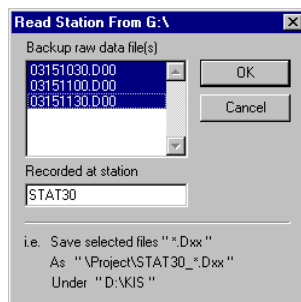 Read Station From G:\
Backup raw data file(s)
03151030.D00
03151100.D00
03151130.D00
OK
Cancel
Recorded at station
STAT30
i.e. Save selected files " *.Dxx "
As " \Project\STAT30_*.Dxx "
Under " D:\KIS "